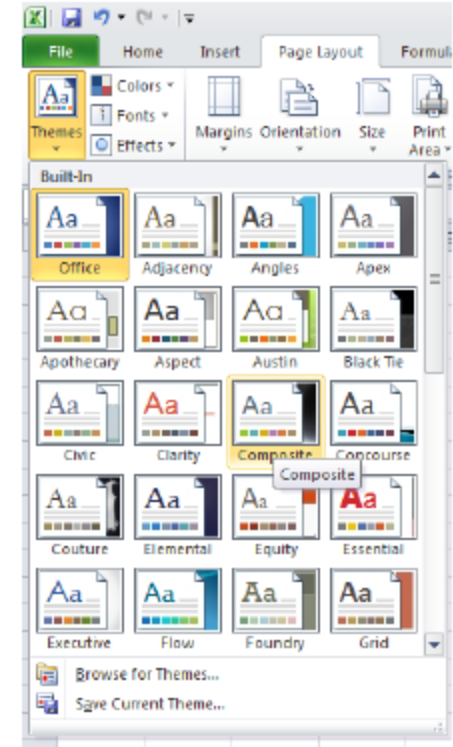 File Home Insert Page Layout Formul
Themes
Colors
Fonts
Effects
Margins Orientation Size Print Area
Built-In
Aa Aa Aa Aa
Office Adjacency Angles Apex
Aa Aa Aa Aa
Apothecary Aspect Austin Black Tie
Aa Aa Aa Aa
Civic Clarity Composite Concourse
Composite
Aa Aa Aa Aa
Couture Elemental Equity Essential
Aa Aa Aa Aa
Executive Flow Foundry Grid
Browse for Themes...
Save Current Theme...